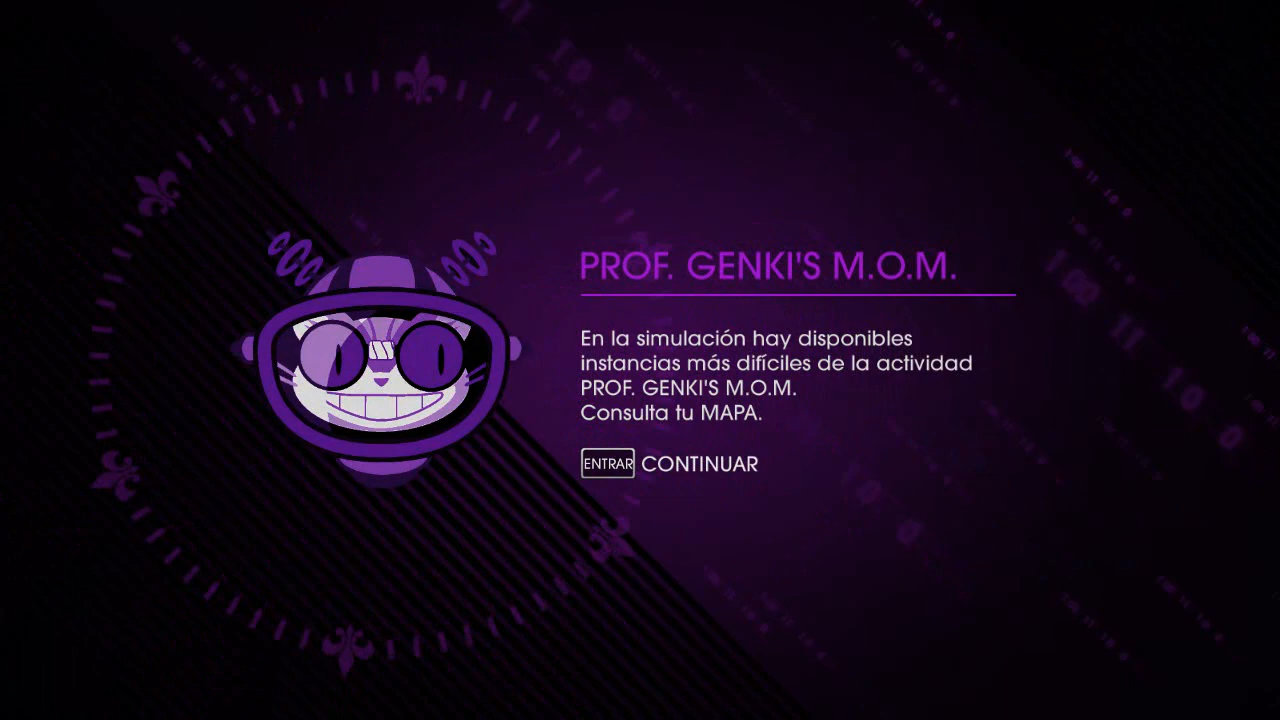 PROF. GENKI'S M.O.M.
En la simulación hay disponibles
instancias más difíciles de la actividad
PROF. GENKI'S M.O.M.
Consulta tu MAPA.
ENTRAR CONTINUAR